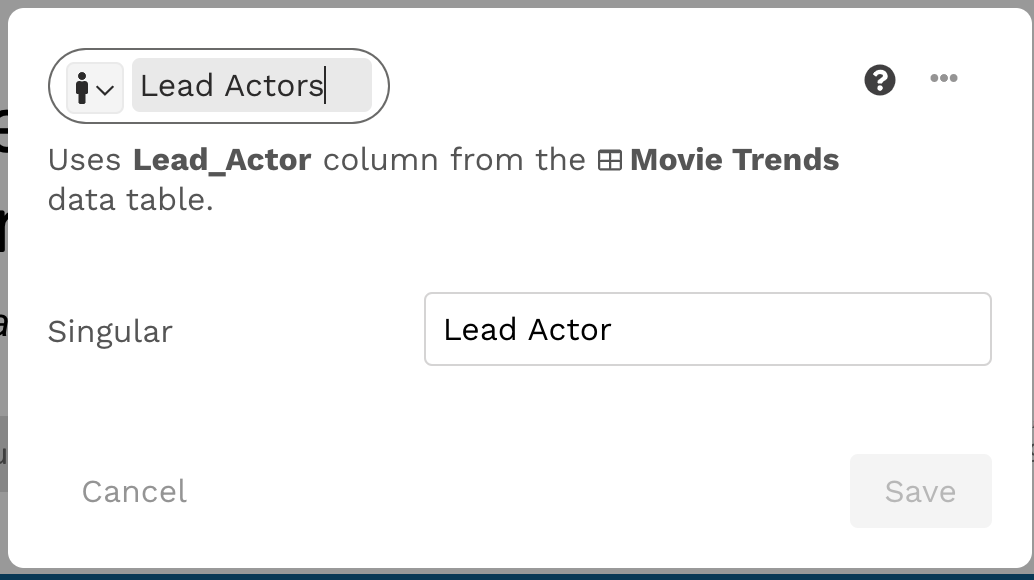 Lead Actors
Uses Lead_Actor column from the Movie Trends
data table.
Singular
Lead Actor
Cancel
Save